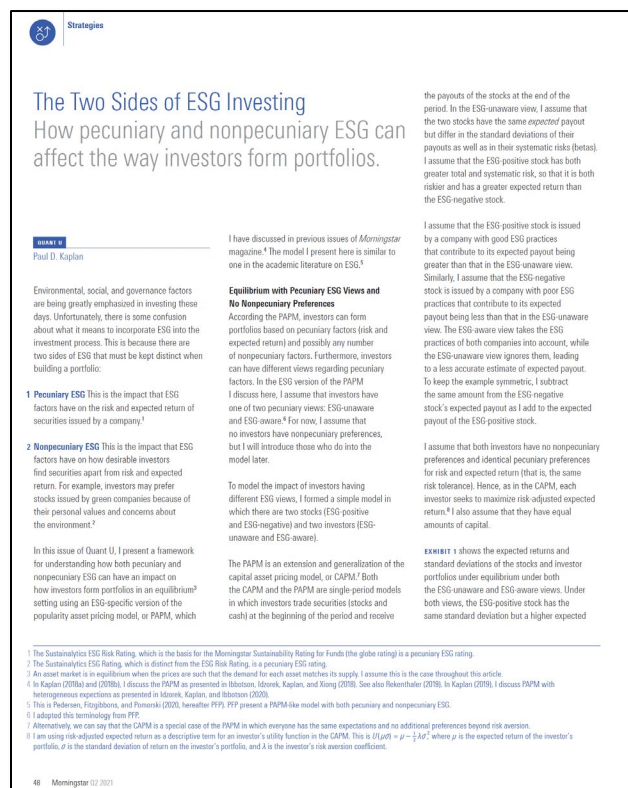 Strategies
The Two Sides of ESG Investing
How pecuniary and nonpecuniary ESG can
affect the way investors form portfolios.
QUANT U
Paul D. Kaplan
Environmental, social, and governance factors
are being greatly emphasized in investing these
days. Unfortunately, there is some confusion
about what it means to incorporate ESG into the
investment process. This is because there are
two sides of ESG that must be kept distinct when
building a portfolio:
1 Pecuniary ESG This is the impact that ESG
factors have on the risk and expected return of
securities issued by a company.1
2 Nonpecuniary ESG This is the impact that ESG
factors have on how desirable investors
find securities apart from risk and expected
return. For example, investors may prefer
stocks issued by green companies because of
their personal values and concerns about
the environment.2
In this issue of Quant U, I present a framework
for understanding how both pecuniary and
nonpecuniary ESG can have an impact on
how investors form portfolios in an equilibrium3
setting using an ESG-specific version of the
popularity asset pricing model, or PAPM, which
I have discussed in previous issues of Morningstar
magazine.4 The model I present here is similar to
one in the academic literature on ESG.5
Equilibrium with Pecuniary ESG Views and
No Nonpecuniary Preferences
According to the PAPM, investors can form
portfolios based on pecuniary factors (risk and
expected return) and possibly any number
of nonpecuniary factors. Furthermore, investors
can have different views regarding pecuniary
factors. In the ESG version of the PAPM
I discuss here, I assume that investors have
one of two pecuniary views: ESG-unaware
and ESG-aware.6 For now, I assume that
no investors have nonpecuniary preferences,
but I will introduce those who do into the
model later.
To model the impact of investors having
different ESG views, I formed a simple model in
which there are two stocks (ESG-positive
and ESG-negative) and two investors (ESG-
unaware and ESG-aware).
The PAPM is an extension and generalization of the
capital asset pricing model, or CAPM.7 Both
the CAPM and the PAPM are single-period models
in which investors trade securities (stocks and
cash) at the beginning of the period and receive
the payouts of the stocks at the end of the
period. In the ESG-unaware view, I assume that
the two stocks have the same expected payout
but differ in the standard deviations of their
payouts as well as in their systematic risks (betas).
I assume that the ESG-positive stock has both
greater total and systematic risk, so that it is both
riskier and has a greater expected return than
the ESG-negative stock.
I assume that the ESG-positive stock is issued
by a company with good ESG practices
that contribute to its expected payout being
greater than that in the ESG-unaware view.
Similarly, I assume that the ESG-negative
stock is issued by a company with poor ESG
practices that contribute to its expected
payout being less than that in the ESG-unaware
view. The ESG-aware view takes the ESG
practices of both companies into account, while
the ESG-unaware view ignores them, leading
to a less accurate estimate of expected payout.
To keep the example symmetric, I subtract
the same amount from the ESG-negative
stock's expected payout as I add to the expected
payout of the ESG-positive stock.
I assume that both investors have no nonpecuniary
preferences and identical pecuniary preferences
for risk and expected return (that is, the same
risk tolerance). Hence, as in the CAPM, each
investor seeks to maximize risk-adjusted expected
return.8 I also assume that they have equal
amounts of capital.
EXHIBIT 1 shows the expected returns and
standard deviations of the stocks and investor
portfolios under equilibrium under both
the ESG-unaware and ESG-aware views. Under
both views, the ESG-positive stock has the
same standard deviation but a higher expected
1 The Sustainalytics ESG Risk Rating, which is the basis for the Morningstar Sustainability Rating for Funds (the globe rating) is a pecuniary ESG rating.
2 The Sustainalytics ESG Rating, which is distinct from the ESG Risk Rating, is a pecuniary ESG rating.
3 An asset market is in equilibrium when the prices are such that the demand for each asset matches its supply. I assume this is the case throughout this article.
4 In Kaplan (2018a) and (2018b), I discuss the PAPM as presented in Ibbotson, Idzorek, Kaplan, and Xiong (2018). See also Rekenthaler (2019). In Kaplan (2019), I discuss PAPM with
heterogeneous expections as presented in Idzorek, Kaplan, and Ibbotson (2020).
5 This is Pedersen, Fitzgibbons, and Pomorski (2020, hereafter PFP). PFP present a PAPM-like model with both pecuniary and nonpecuniary ESG.
6 I adopted this terminology from PFP.
7 Alternatively, we can say that the CAPM is a special case of the PAPM in which everyone has the same expectations and no additional preferences beyond risk aversion.
8 I am using risk-adjusted expected return as a descriptive term for an investor's utility function in the CAPM. This is U(μσ) = μ − ½ λσ², where μ is the expected return of the investor's
portfolio, σ is the standard deviation of return on the investor's portfolio, and λ is the investor's risk aversion coefficient.
48 Morningstar Q2 2021